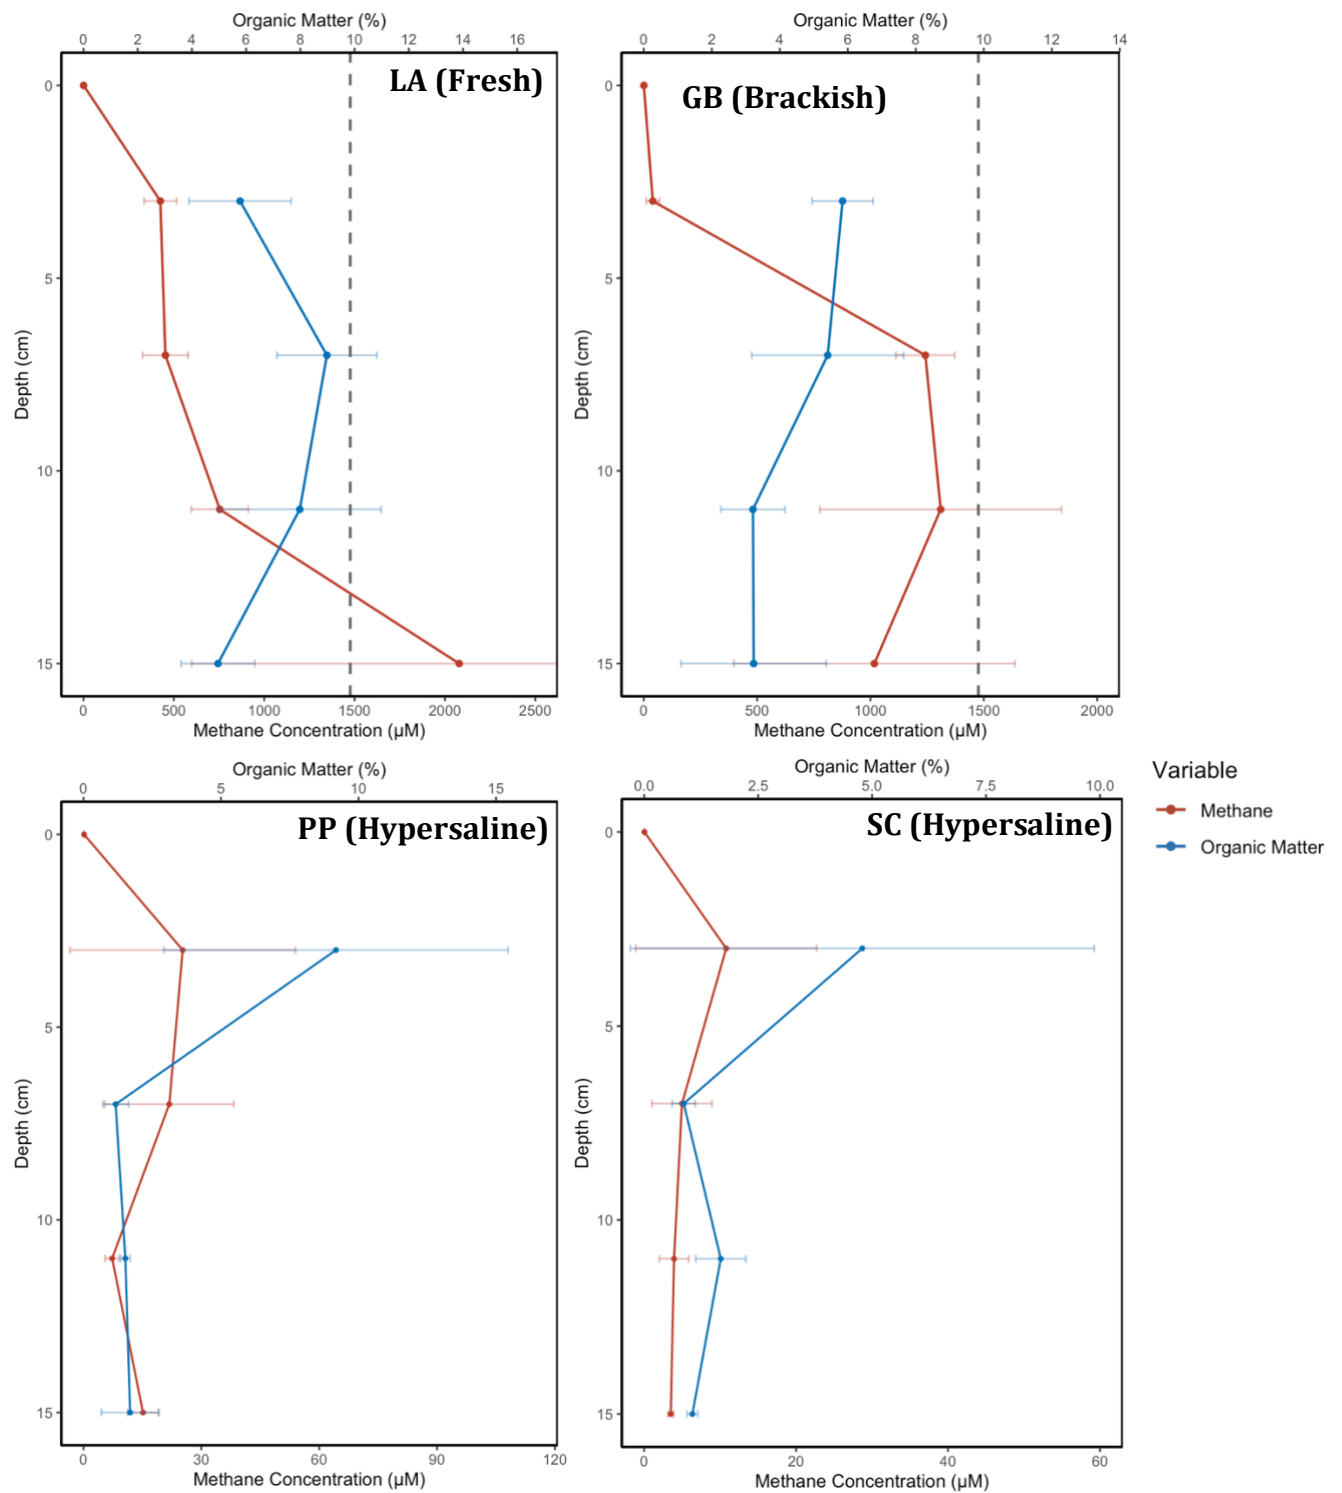 Organic Matter (%)
0 2 4 6 8 10 12 14 16
LA (Fresh)
0
5
10
15
Depth (cm)
0 500 1000 1500 2000 2500
Methane Concentration (µM)
Organic Matter (%)
0 2 4 6 8 10 12 14
GB (Brackish)
0
5
10
15
Depth (cm)
0 500 1000 1500 2000
Methane Concentration (µM)
Organic Matter (%)
0 5 10 15
PP (Hypersaline)
0
5
10
15
Depth (cm)
0 30 60 90 120
Methane Concentration (µM)
Organic Matter (%)
0.0 2.5 5.0 7.5 10.0
SC (Hypersaline)
0
5
10
15
Depth (cm)
0 20 40 60
Methane Concentration (µM)
Variable
Methane
Organic Matter